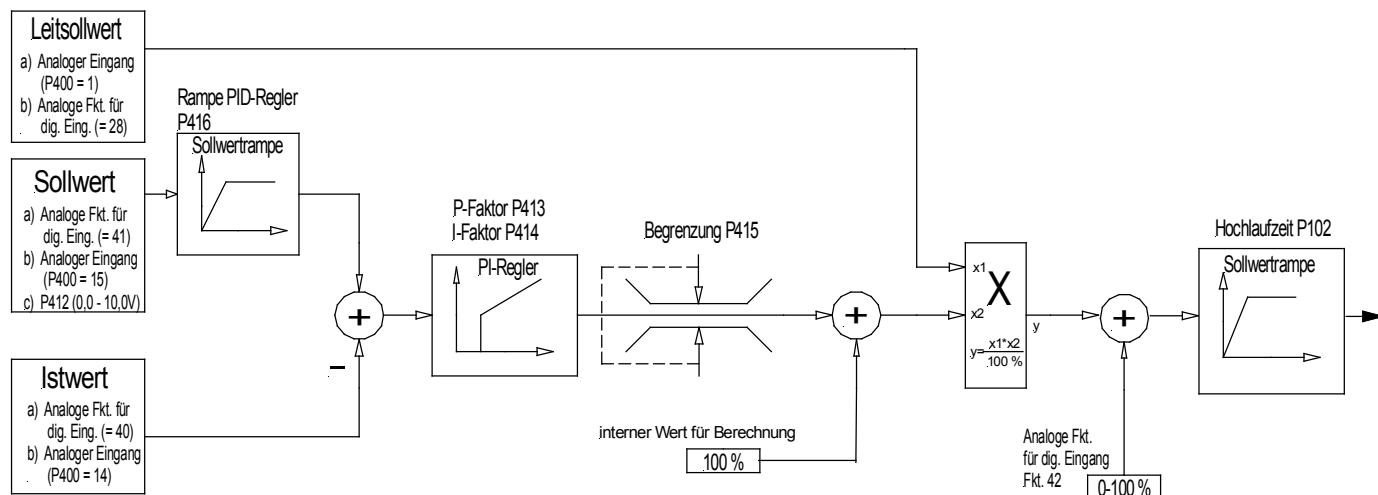 Leitsollwert
a) Analoger Eingang
(P400 = 1)
b) Analoge Fkt. für
dig. Eing. (= 28)
Rampe PID-Regler
P416
Sollwertrampe
Sollwert
a) Analoge Fkt. für
dig. Eing. (= 41)
b) Analoger Eingang
(P400 = 15)
c) P412 (0,0 - 10,0V)
Istwert
a) Analoge Fkt. für
dig. Eing. (= 40)
b) Analoger Eingang
(P400 = 14)
+
–
P-Faktor P413
I-Faktor P414
PI-Regler
Begrenzung P415
+
interner Wert für Berechnung
100 %
x1
X
x2
y=x1*x2
100 %
y
+
Analoge Fkt.
für dig. Eingang
Fkt. 42
0-100 %
Hochlaufzeit P102
Sollwertrampe